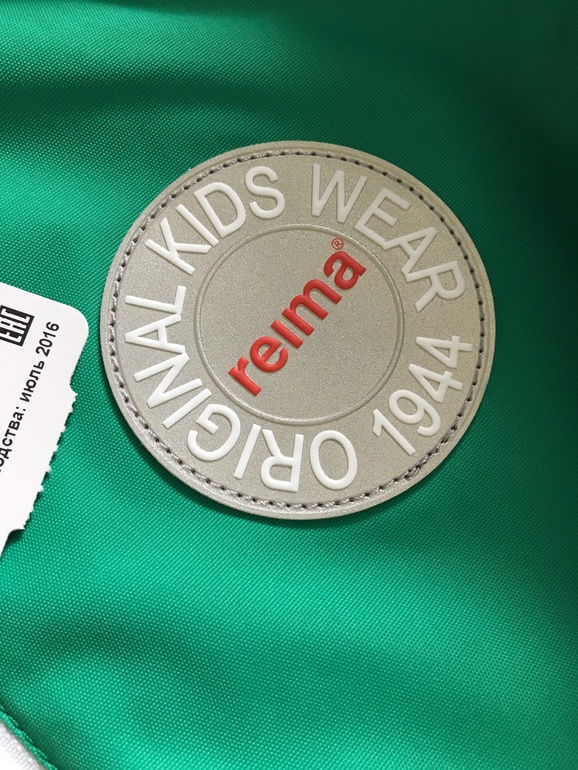 ORIGINAL KIDS WEAR 1944
reima®
EAC
одства: июль 2016